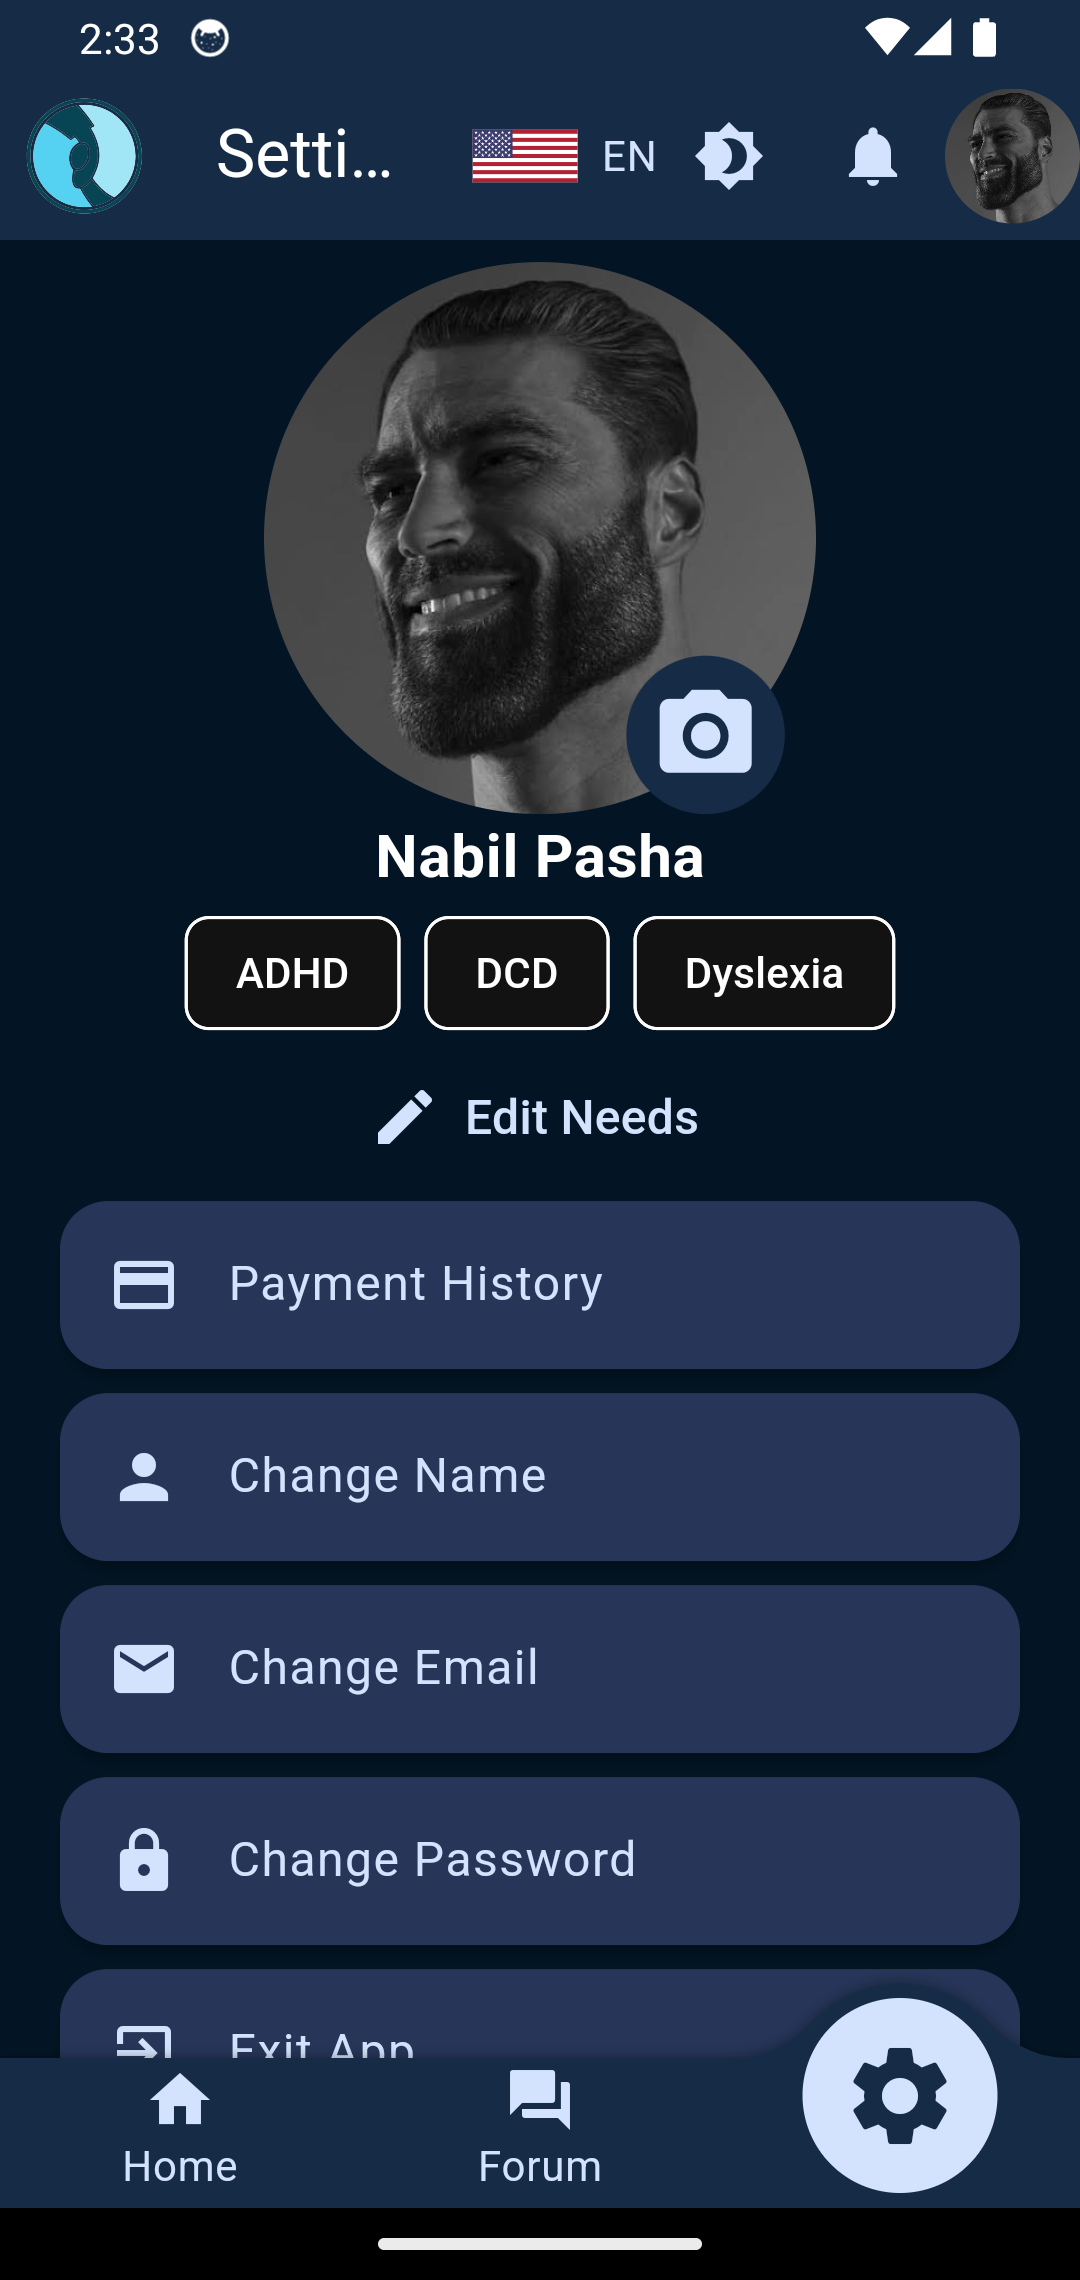 2:33
Setti...
EN
Nabil Pasha
ADHD
DCD
Dyslexia
Edit Needs
Payment History
Change Name
Change Email
Change Password
Exit App
Home
Forum